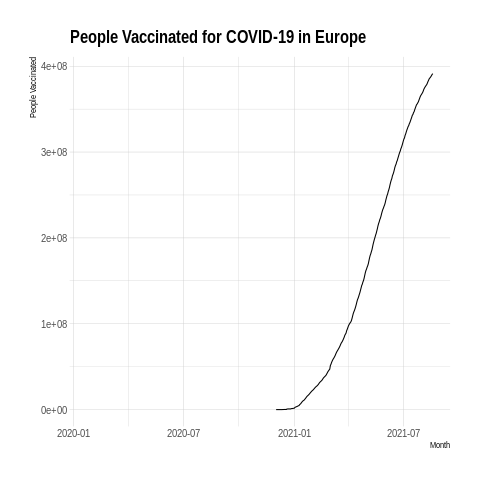 People Vaccinated for COVID-19 in Europe
People Vaccinated
4e+08
3e+08
2e+08
1e+08
0e+00
2020-01 2020-07 2021-01 2021-07
Month